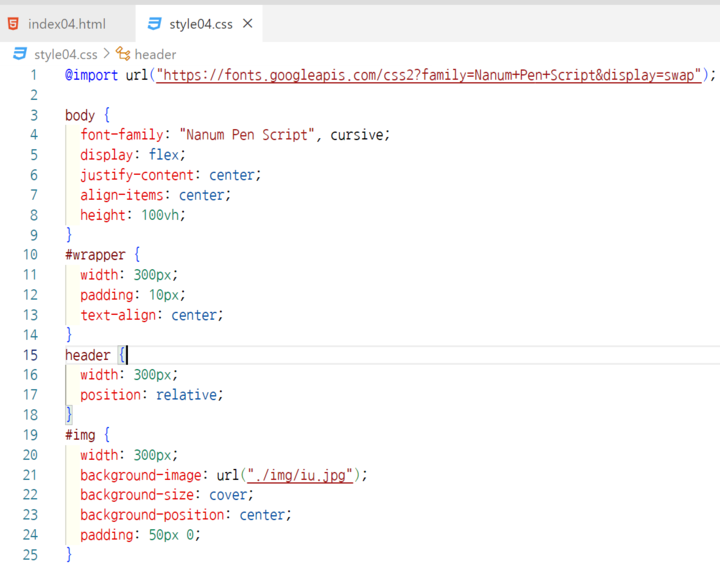 index04.html style04.css
style04.css > header
1 @import url("https://fonts.googleapis.com/css2?family=Nanum+Pen+Script&display=swap");
2
3 body {
4 font-family: "Nanum Pen Script", cursive;
5 display: flex;
6 justify-content: center;
7 align-items: center;
8 height: 100vh;
9 }
10 #wrapper {
11 width: 300px;
12 padding: 10px;
13 text-align: center;
14 }
15 header {
16 width: 300px;
17 position: relative;
18 }
19 #img {
20 width: 300px;
21 background-image: url("./img/iu.jpg");
22 background-size: cover;
23 background-position: center;
24 padding: 50px 0;
25 }